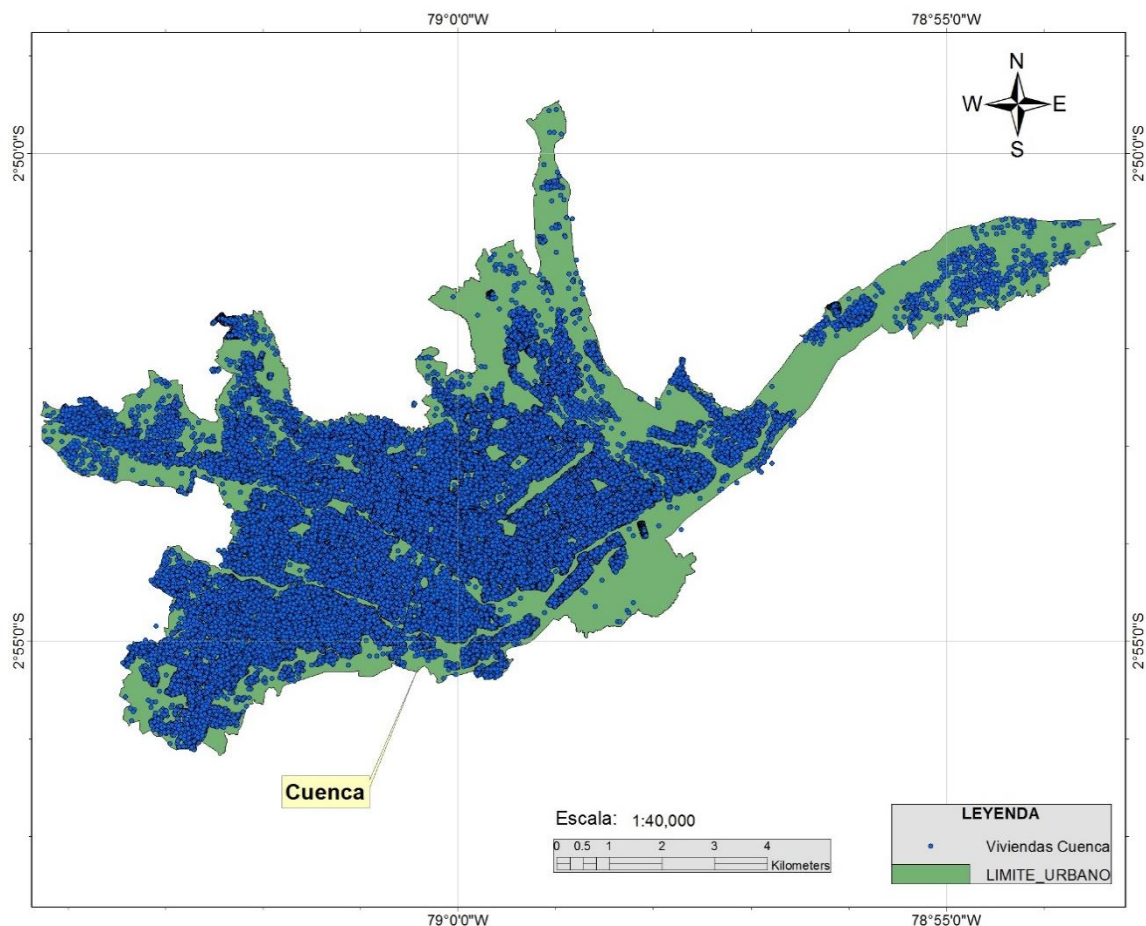 79°0'0"W 78°55'0"W
N
W E
S
2°50'0"S 2°50'0"S
2°55'0"S 2°55'0"S
Cuenca
Escala: 1:40,000
0 0.5 1 2 3 4
Kilometers
LEYENDA
Viviendas Cuenca
LIMITE_URBANO
79°0'0"W 78°55'0"W